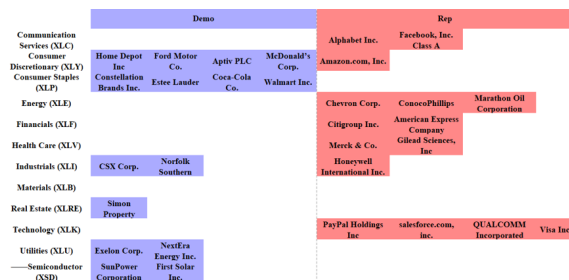 Demo Rep
Communication Services (XLC) Alphabet Inc. Facebook, Inc. Class A
Consumer Discretionary (XLY) Home Depot Inc Ford Motor Co. Aptiv PLC McDonald's Corp. Amazon.com, Inc.
Consumer Staples (XLP) Constellation Brands Inc. Estee Lauder Coca-Cola Co. Walmart Inc.
Energy (XLE) Chevron Corp. ConocoPhillips Marathon Oil Corporation
Financials (XLF) Citigroup Inc. American Express Company
Health Care (XLV) Merck & Co. Gilead Sciences, Inc
Industrials (XLI) CSX Corp. Norfolk Southern Honeywell International Inc.
Materials (XLB)
Real Estate (XLRE) Simon Property
Technology (XLK) PayPal Holdings Inc salesforce.com, inc. QUALCOMM Incorporated Visa Inc
Utilities (XLU) Exelon Corp. NextEra Energy Inc.
——Semiconductor (XSD) SunPower Corporation First Solar Inc.